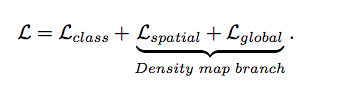 ℒ = ℒ_class + ℒ_spatial + ℒ_global .
Density map branch